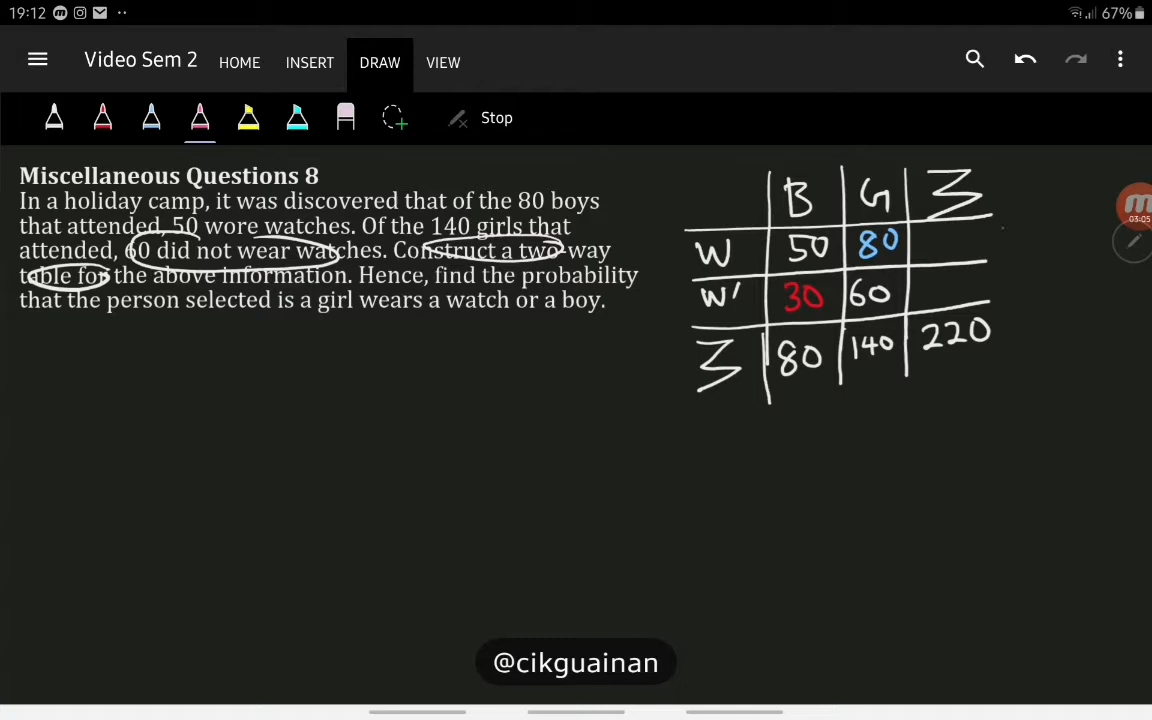 19:12 67%
Video Sem 2 HOME INSERT DRAW VIEW
Stop
03:05
Miscellaneous Questions 8
In a holiday camp, it was discovered that of the 80 boys
that attended, 50 wore watches. Of the 140 girls that
attended, 60 did not wear watches. Construct a two-way
table for the above information. Hence, find the probability
that the person selected is a girl wears a watch or a boy.
B G Σ
W 50 80
W' 30 60
Σ 80 140 220
@cikguainan